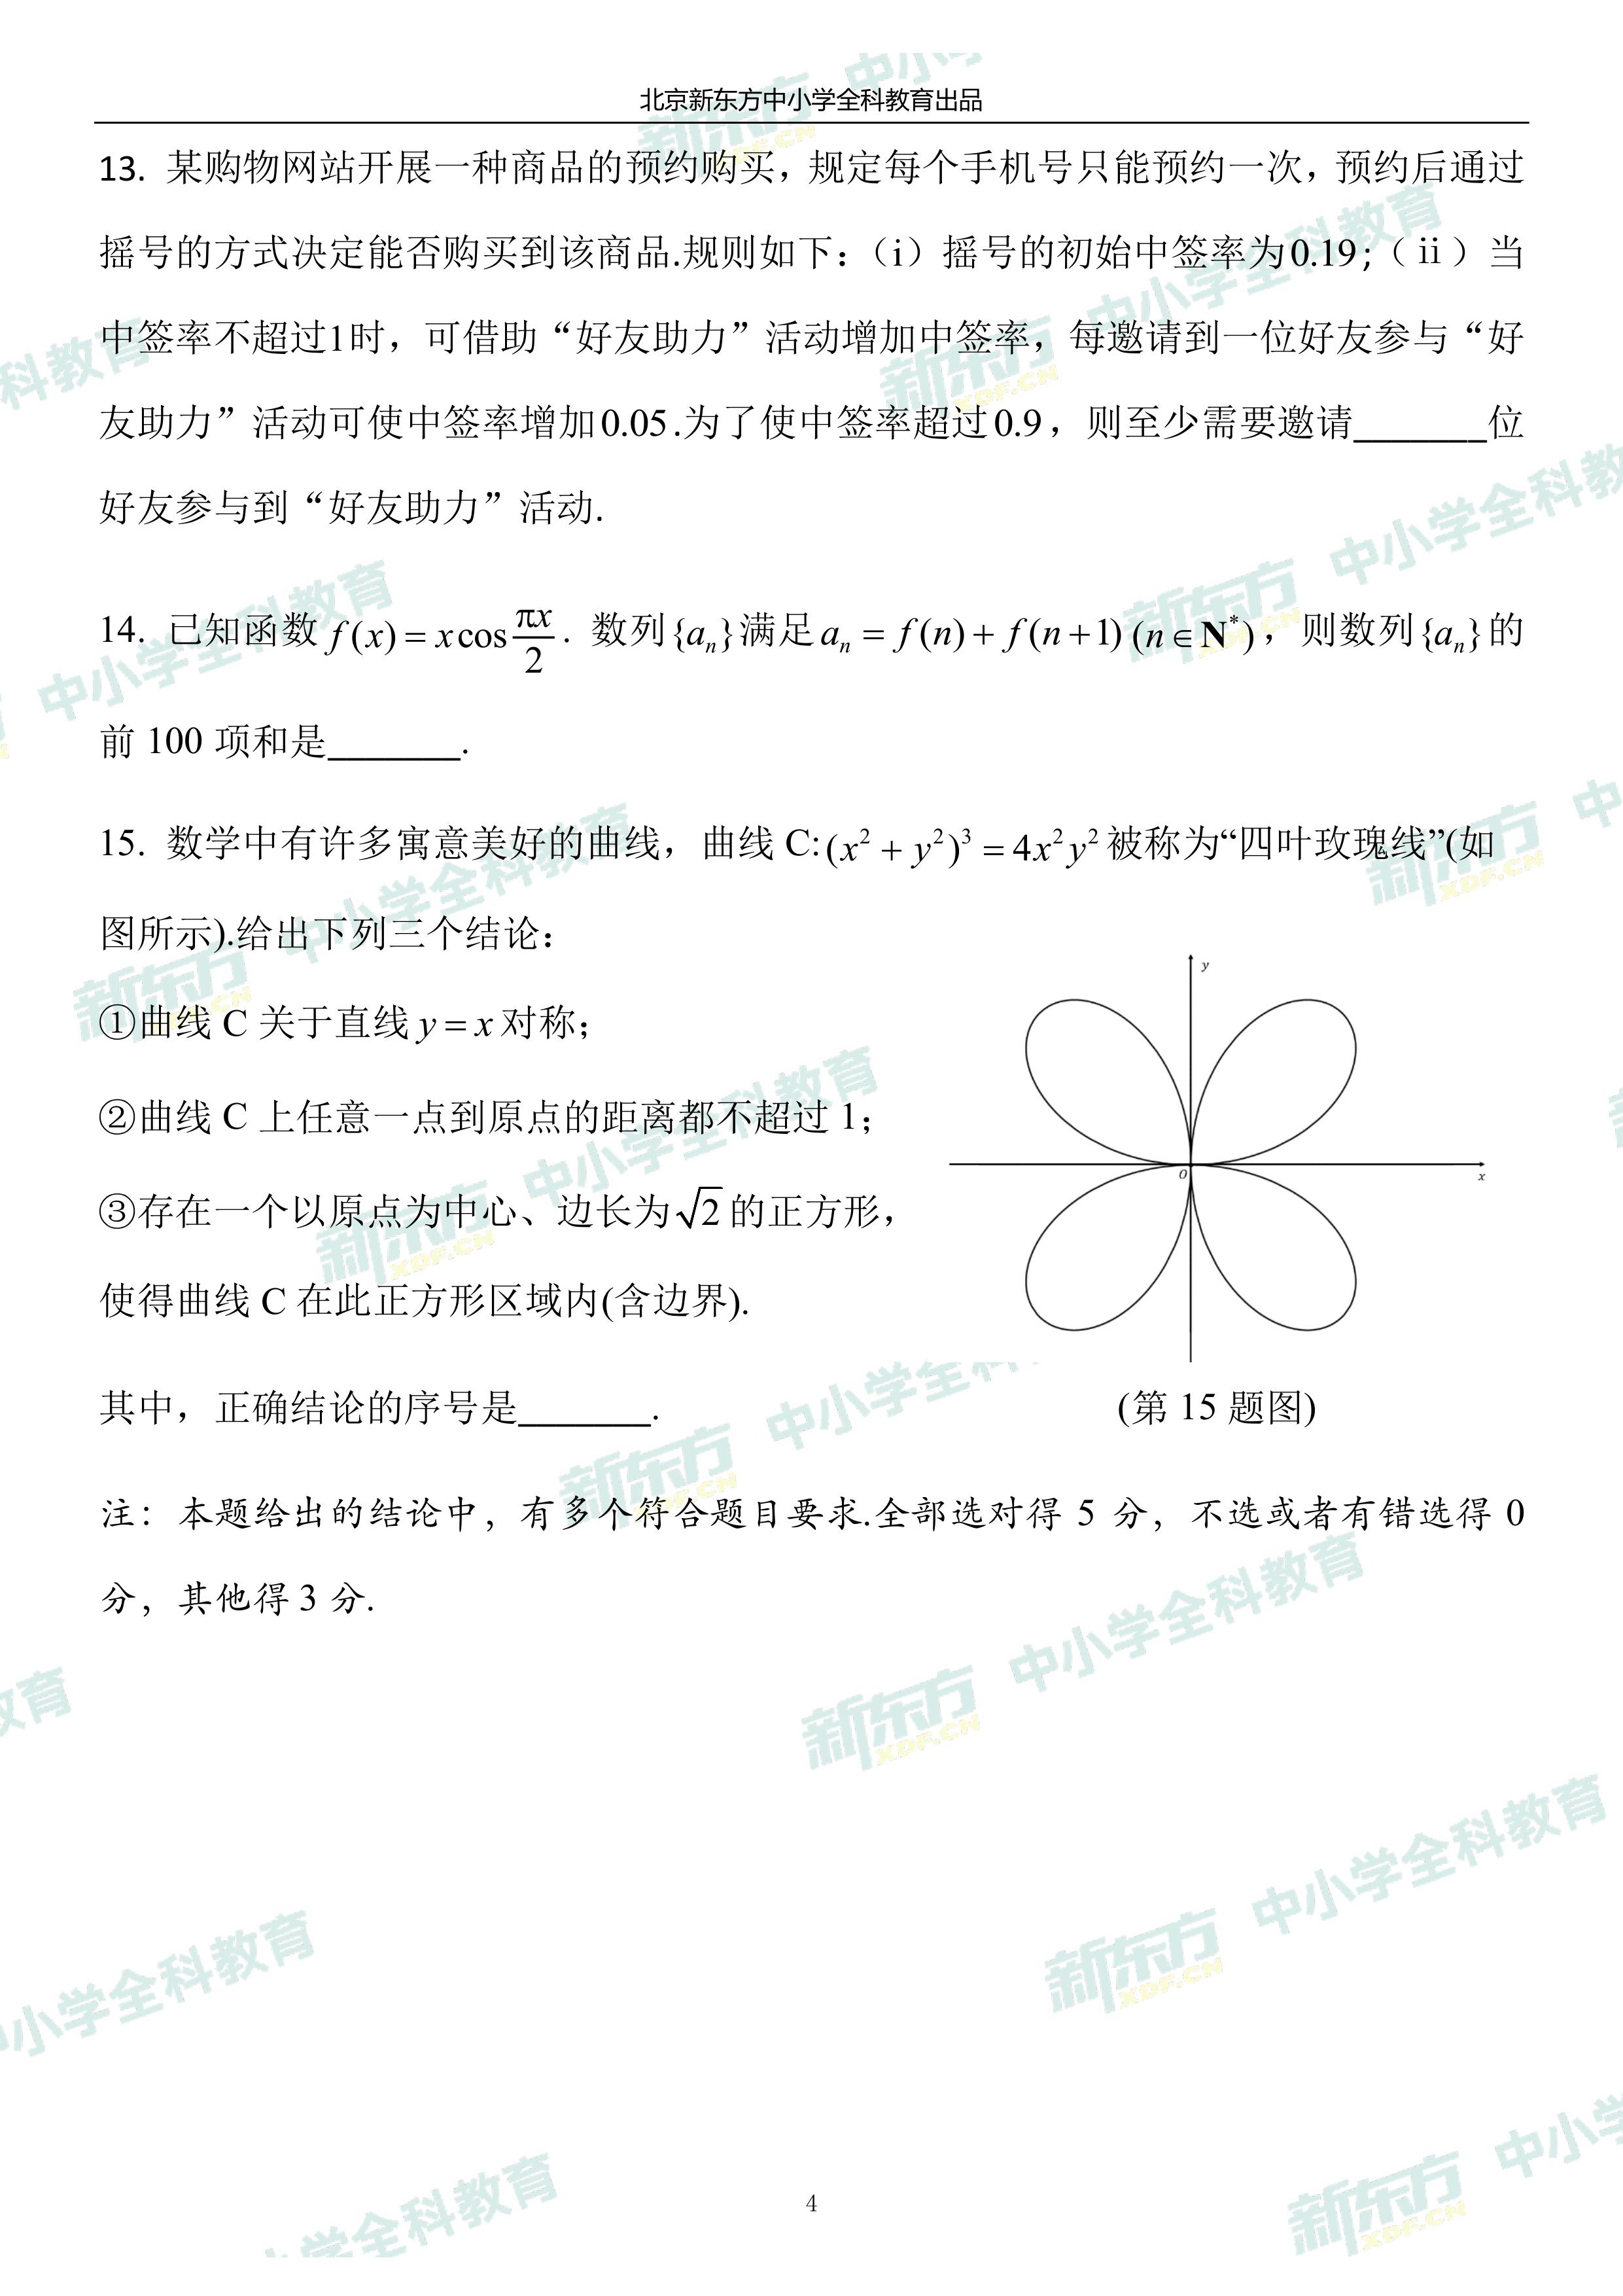 北京新东方中小学全科教育出品
13. 某购物网站开展一种商品的预约购买，规定每个手机号只能预约一次，预约后通过
摇号的方式决定能否购买到该商品.规则如下：（i）摇号的初始中签率为0.19；（ⅱ）当
中签率不超过1时，可借助“好友助力”活动增加中签率，每邀请到一位好友参与“好
友助力”活动可使中签率增加0.05.为了使中签率超过0.9，则至少需要邀请_______位
好友参与到“好友助力”活动.
14. 已知函数 f(x) = x cos πx/2 . 数列{aₙ}满足 aₙ = f(n) + f(n+1) (n∈N*)，则数列{aₙ}的
前 100 项和是_______.
15. 数学中有许多寓意美好的曲线，曲线 C:(x² + y²)³ = 4x²y²被称为“四叶玫瑰线”(如
图所示).给出下列三个结论：
①曲线 C 关于直线 y = x 对称；
②曲线 C 上任意一点到原点的距离都不超过 1；
③存在一个以原点为中心、边长为√2 的正方形，
使得曲线 C 在此正方形区域内(含边界).
y
O
x
其中，正确结论的序号是_______.
(第 15 题图)
注：本题给出的结论中，有多个符合题目要求.全部选对得 5 分，不选或者有错选得 0
分，其他得 3 分.
4
新东方 XDF.CN 中小学全科教育